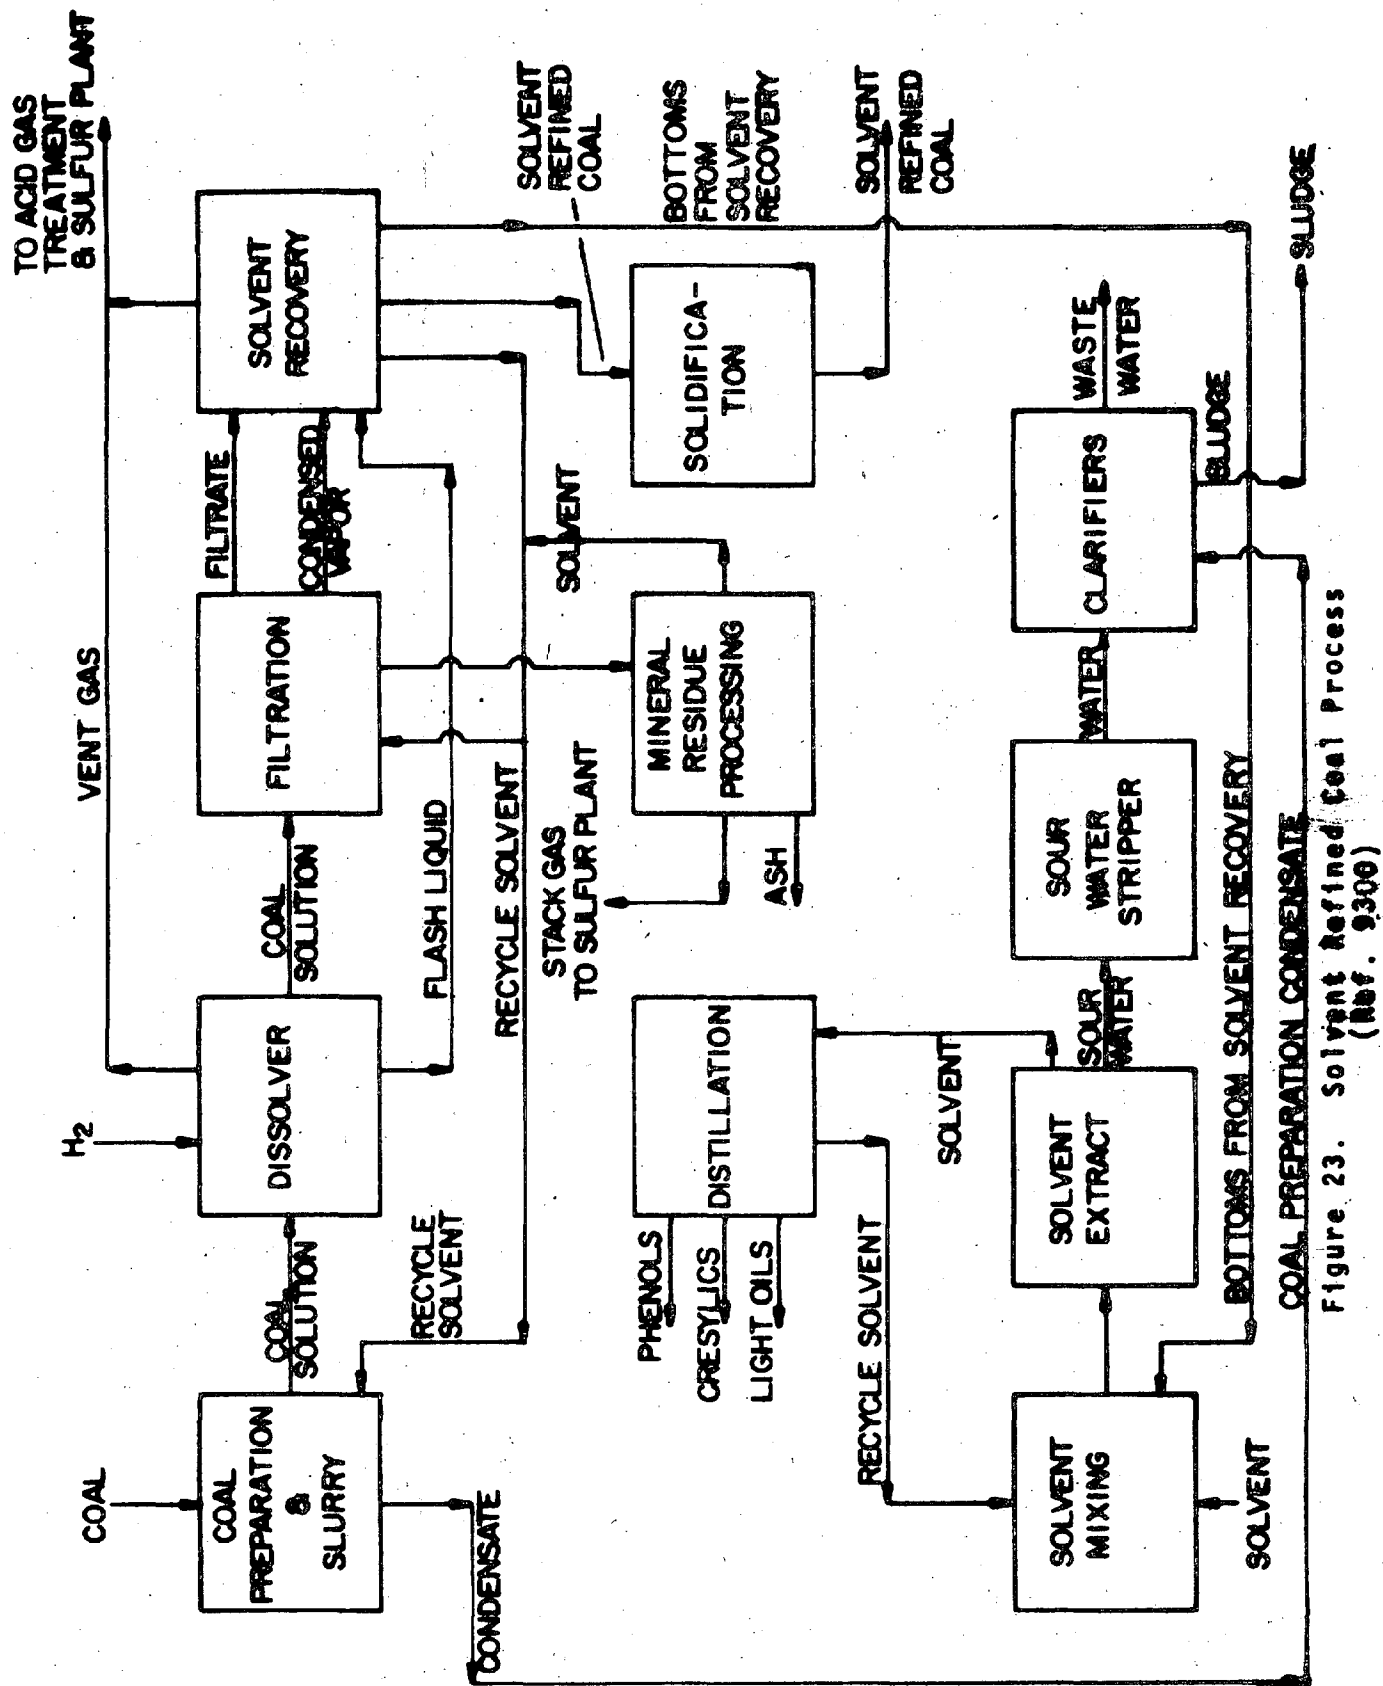 TO ACID GAS
TREATMENT
& SULFUR PLANT
VENT GAS
H2
COAL
COAL
PREPARATION
&
SLURRY
COAL
SOLUTION
DISSOLVER
COAL
SOLUTION
FILTRATION
FILTRATE
CONDENSED
VAPOR
SOLVENT
RECOVERY
CONDENSATE
RECYCLE
SOLVENT
FLASH LIQUID
RECYCLE SOLVENT
SOLVENT
SOLVENT
REFINED
COAL
STACK GAS
TO SULFUR PLANT
ASH
MINERAL
RESIDUE
PROCESSING
SOLIDIFICA-
TION
BOTTOMS
FROM
SOLVENT
RECOVERY
PHENOLS
CRESYLICS
LIGHT OILS
DISTILLATION
RECYCLE SOLVENT
SOLVENT
SOLVENT
REFINED
COAL
SOLVENT
MIXING
SOLVENT
EXTRACT
SOUR
WATER
SOUR
WATER
STRIPPER
WATER
CLARIFIERS
WASTE
WATER
SOLVENT
SLUDGE
BOTTOMS FROM SOLVENT RECOVERY
COAL PREPARATION CONDENSATE
SLUDGE
Figure 23. Solvent Refined Coal Process
(Ref. 9300)